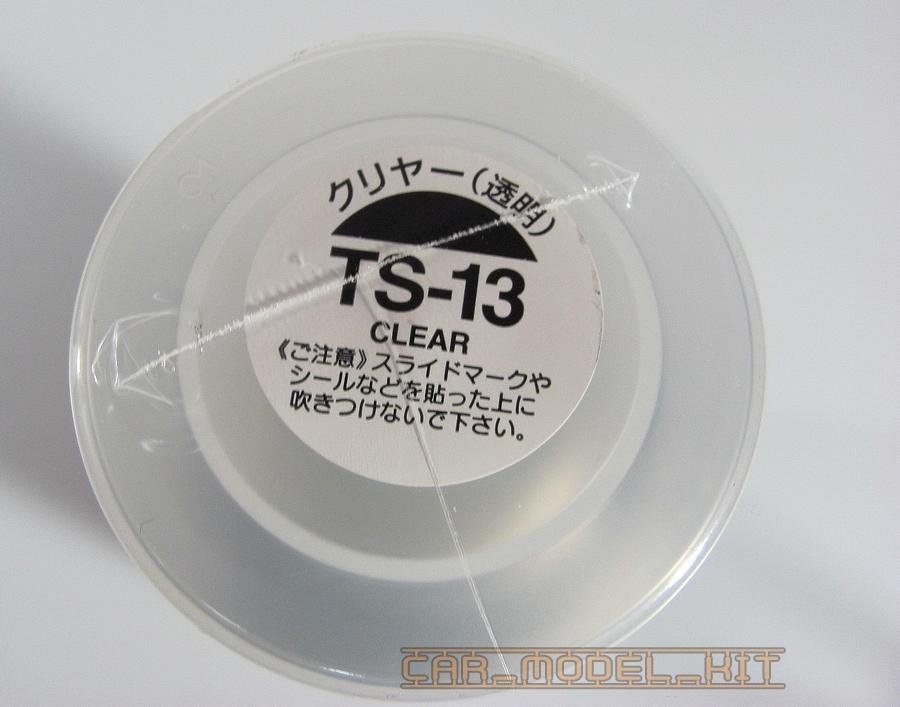 クリヤー(透明)
TS-13
CLEAR
《ご注意》スライドマークや
シールなどを貼った上に
吹きつけないで下さい。
CAR_MODEL_KIT